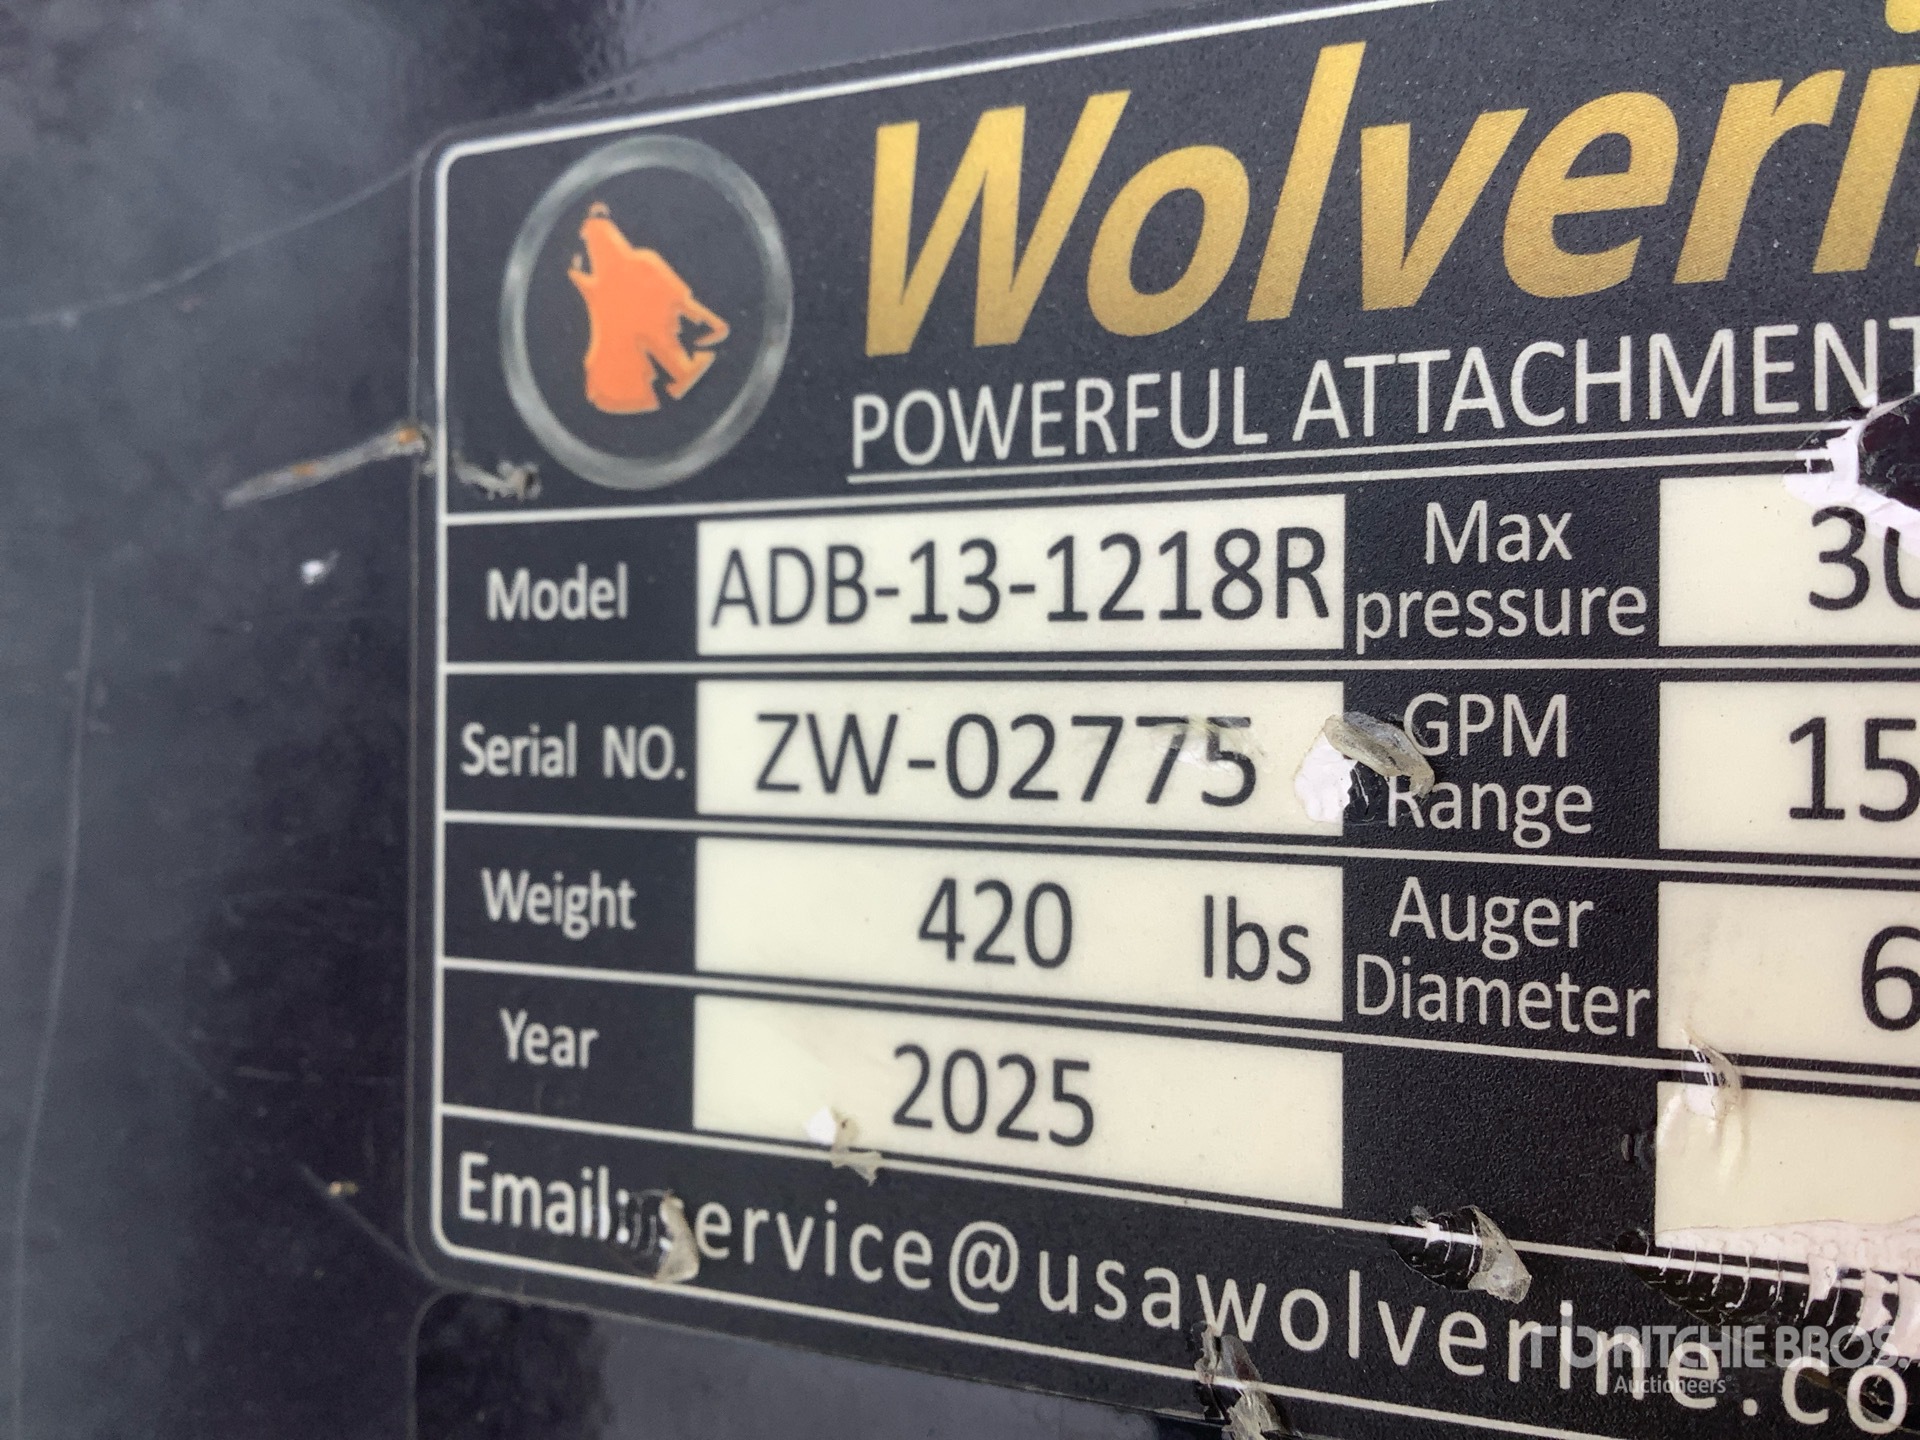 Wolveri
POWERFUL ATTACHMENT
Model ADB-13-1218R Max pressure 30
Serial NO. ZW-02775 GPM Range 15
Weight 420 lbs Auger Diameter 6
Year 2025
Email: service@usawolverine.co
RITCHIE BROS.
Auctioneers